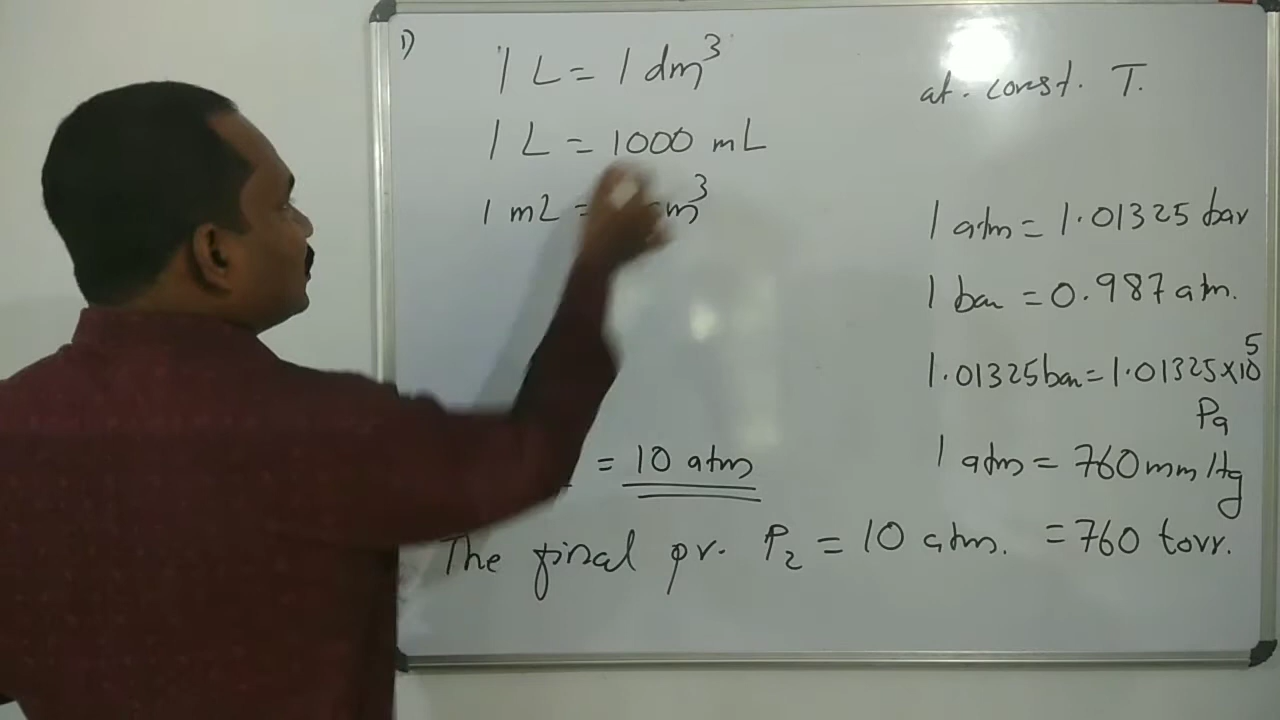 1)
1 L = 1 dm³
1 L = 1000 mL
1 mL = cm³
at. const. T.
1 atm = 1.01325 bar
1 bar = 0.987 atm.
1.01325 bar = 1.01325 × 10⁵
Pa
1 atm = 760 mm Hg
= 760 torr.
= 10 atm
The final pr. P₂ = 10 atm.